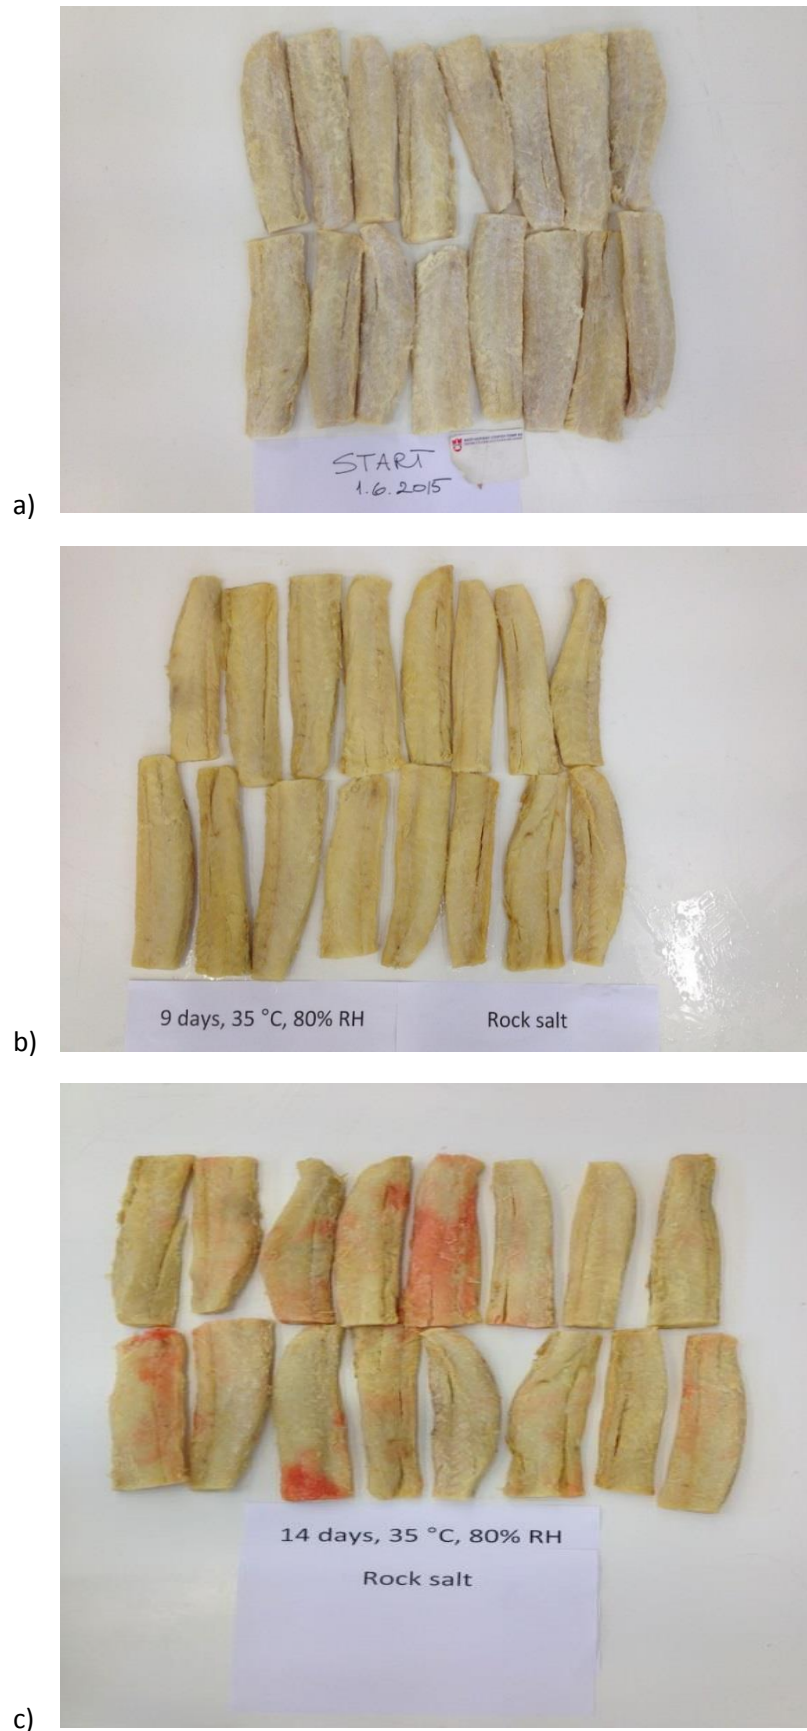 START
1.6.2015
a)
9 days, 35 °C, 80% RH
Rock salt
b)
14 days, 35 °C, 80% RH
Rock salt
c)